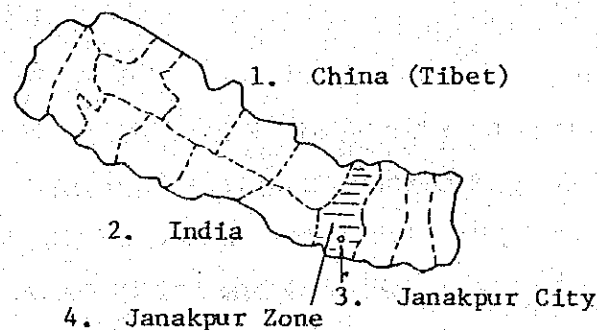 1. China (Tibet)
2. India
3. Janakpur City
4. Janakpur Zone